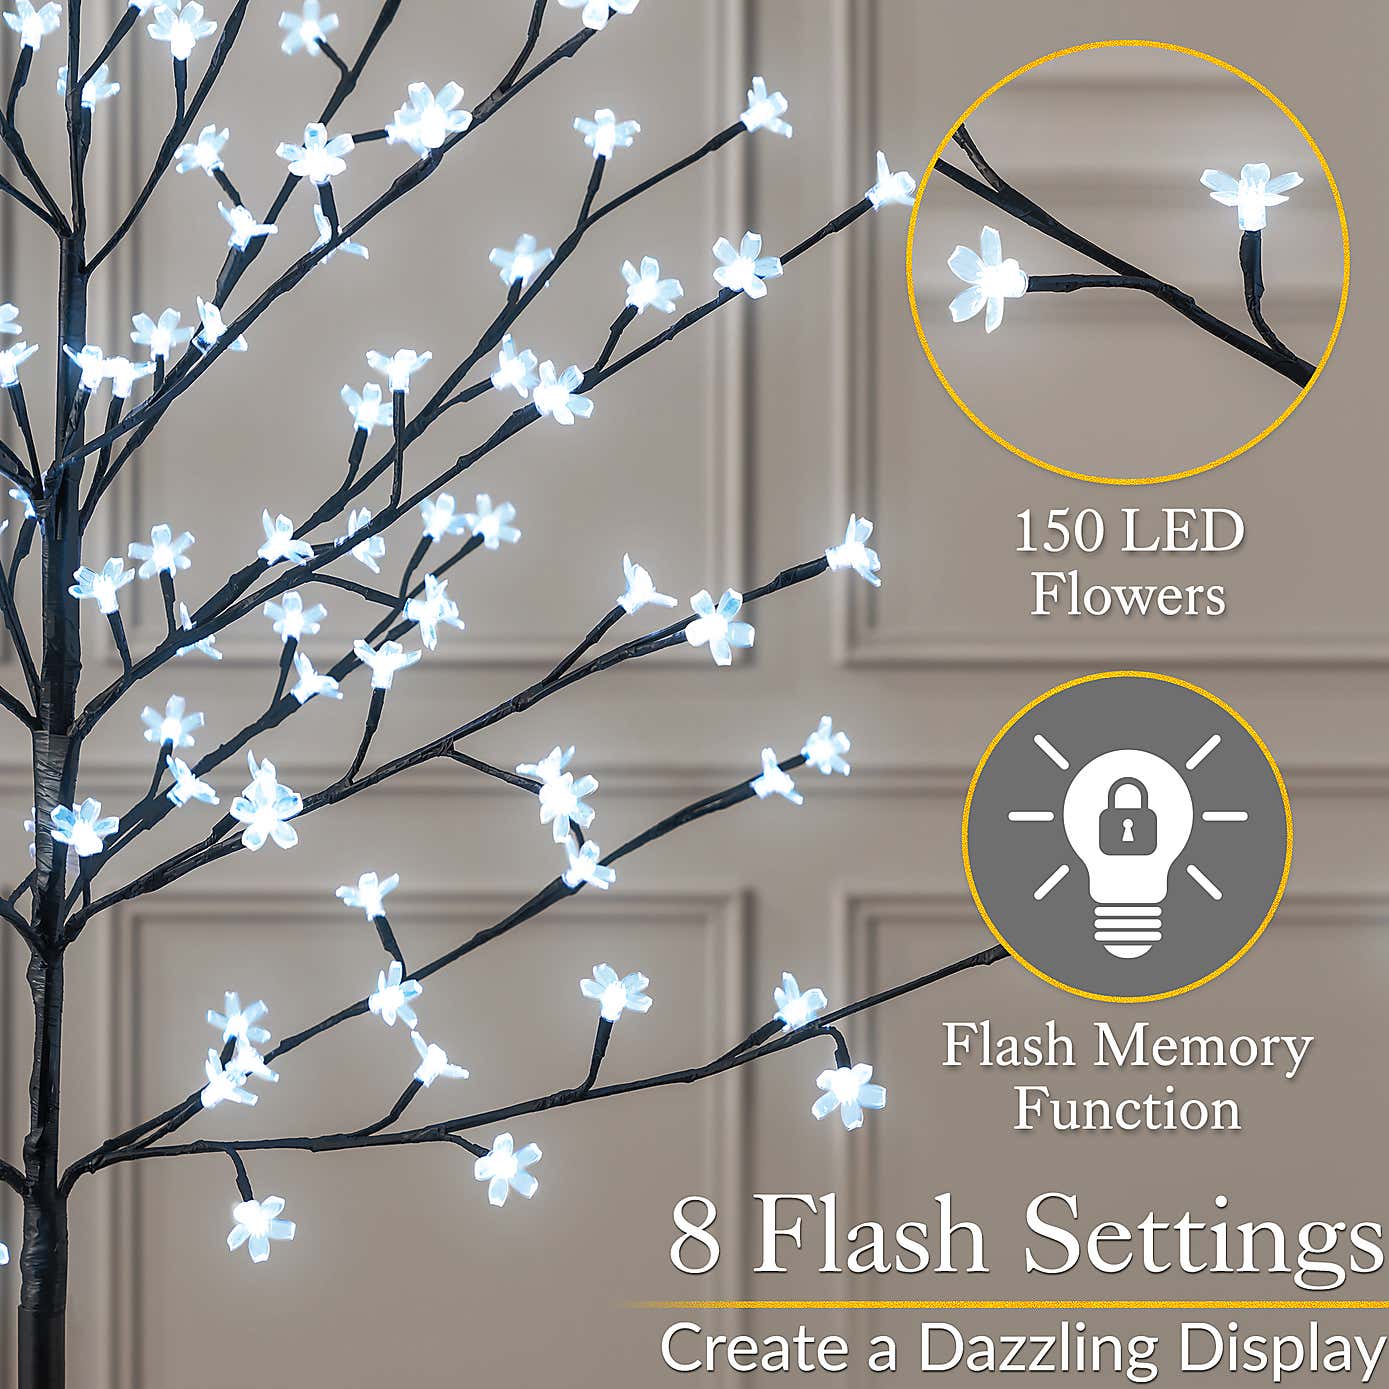 150 LED
Flowers
Flash Memory
Function
8 Flash Settings
Create a Dazzling Display